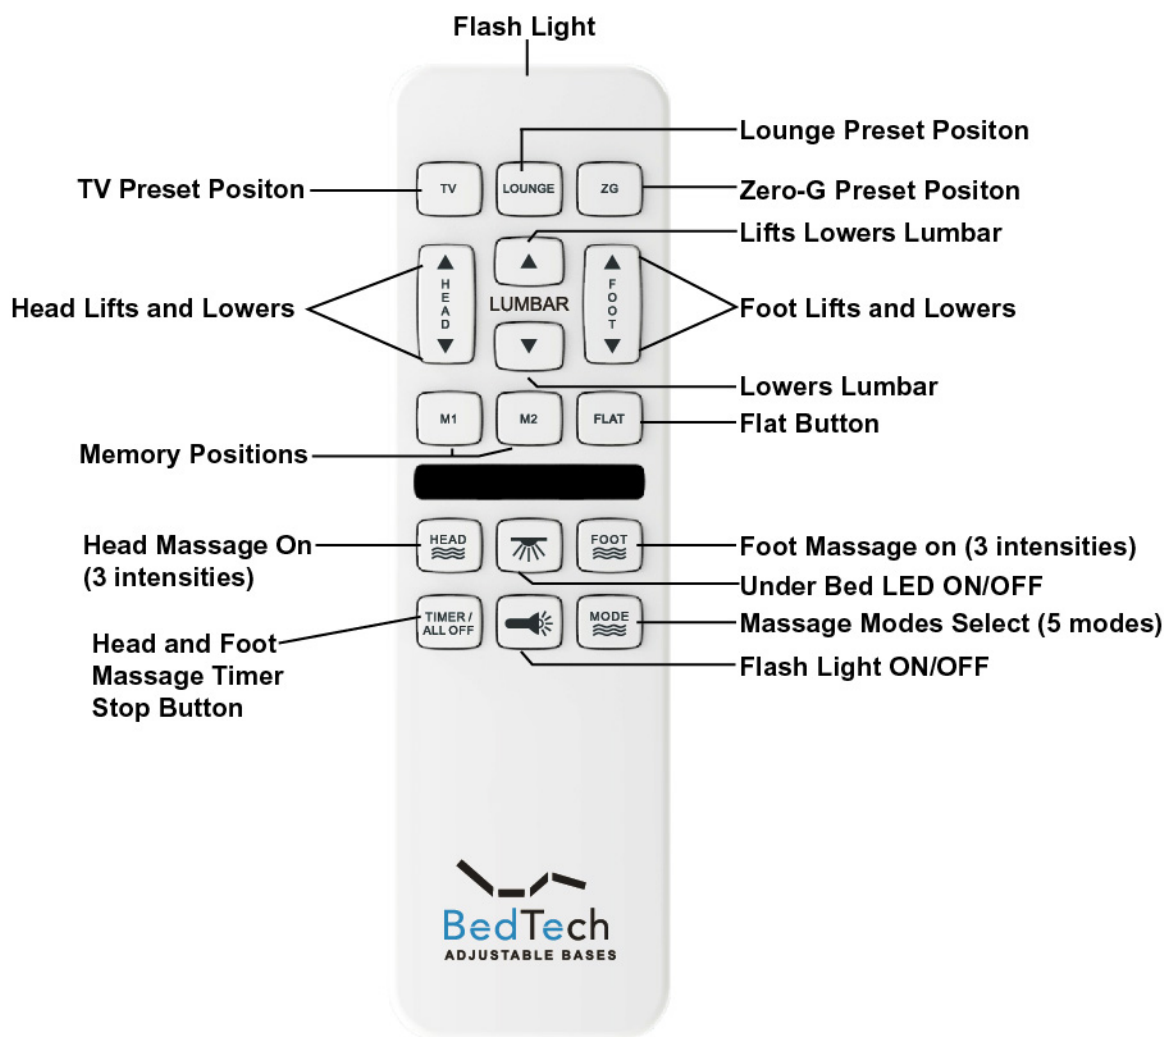 Flash Light
Lounge Preset Positon
TV Preset Positon
TV
LOUNGE
ZG
Zero-G Preset Positon
Lifts Lowers Lumbar
HEAD
FOOT
Head Lifts and Lowers
LUMBAR
Foot Lifts and Lowers
Lowers Lumbar
M1
M2
FLAT
Flat Button
Memory Positions
HEAD
FOOT
Head Massage On
(3 intensities)
Foot Massage on (3 intensities)
Under Bed LED ON/OFF
TIMER /
ALL OFF
MODE
Massage Modes Select (5 modes)
Head and Foot
Massage Timer
Stop Button
Flash Light ON/OFF
BedTech
ADJUSTABLE BASES